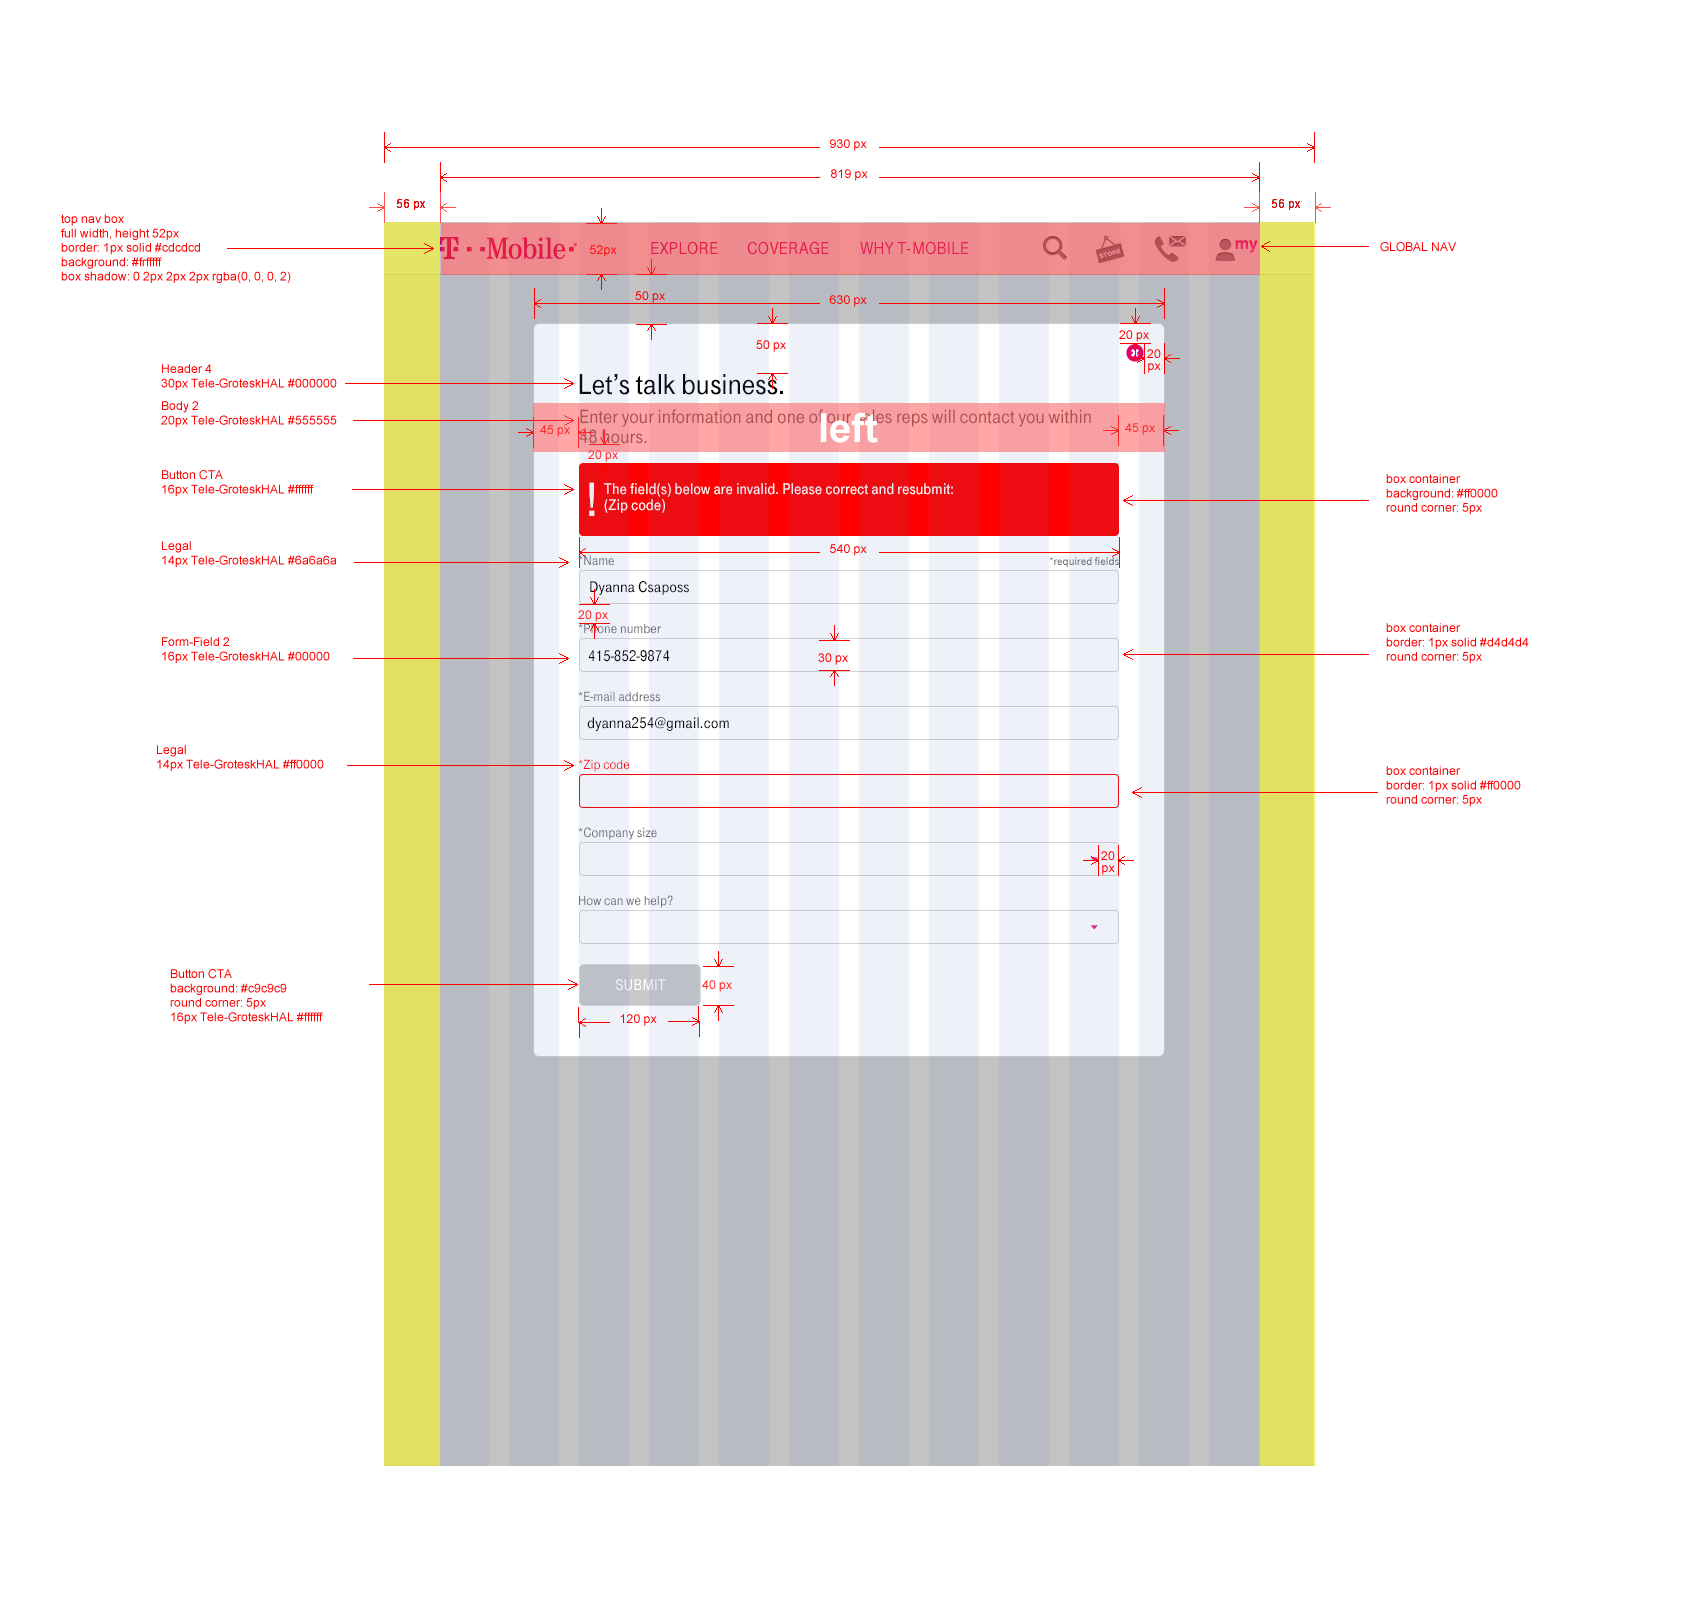 930 px
819 px
56 px
56 px
top nav box
full width, height 52px
border: 1px solid #cdcdcd
background: #frfffff
box shadow: 0 2px 2px 2px rgba(0, 0, 0, 2)
T Mobile
52px
EXPLORE
COVERAGE
WHY T-MOBILE
STORE
my
GLOBAL NAV
50 px
630 px
50 px
20 px
20
px
Header 4
30px Tele-GroteskHAL #000000
Let's talk business.
Body 2
20px Tele-GroteskHAL #555555
Enter your information and one of our sales reps will contact you within
48 hours.
left
45 px
45 px
20 px
Button CTA
16px Tele-GroteskHAL #ffffff
! The field(s) below are invalid. Please correct and resubmit:
(Zip code)
box container
background: #ff0000
round corner: 5px
540 px
Legal
14px Tele-GroteskHAL #6a6a6a
*Name
*required fields
Dyanna Csaposs
20 px
*Phone number
Form-Field 2
16px Tele-GroteskHAL #00000
415-852-9874
30 px
box container
border: 1px solid #d4d4d4
round corner: 5px
*E-mail address
dyanna254@gmail.com
Legal
14px Tele-GroteskHAL #ff0000
*Zip code
box container
border: 1px solid #ff0000
round corner: 5px
*Company size
20
px
How can we help?
Button CTA
background: #c9c9c9
round corner: 5px
16px Tele-GroteskHAL #ffffff
SUBMIT
40 px
120 px